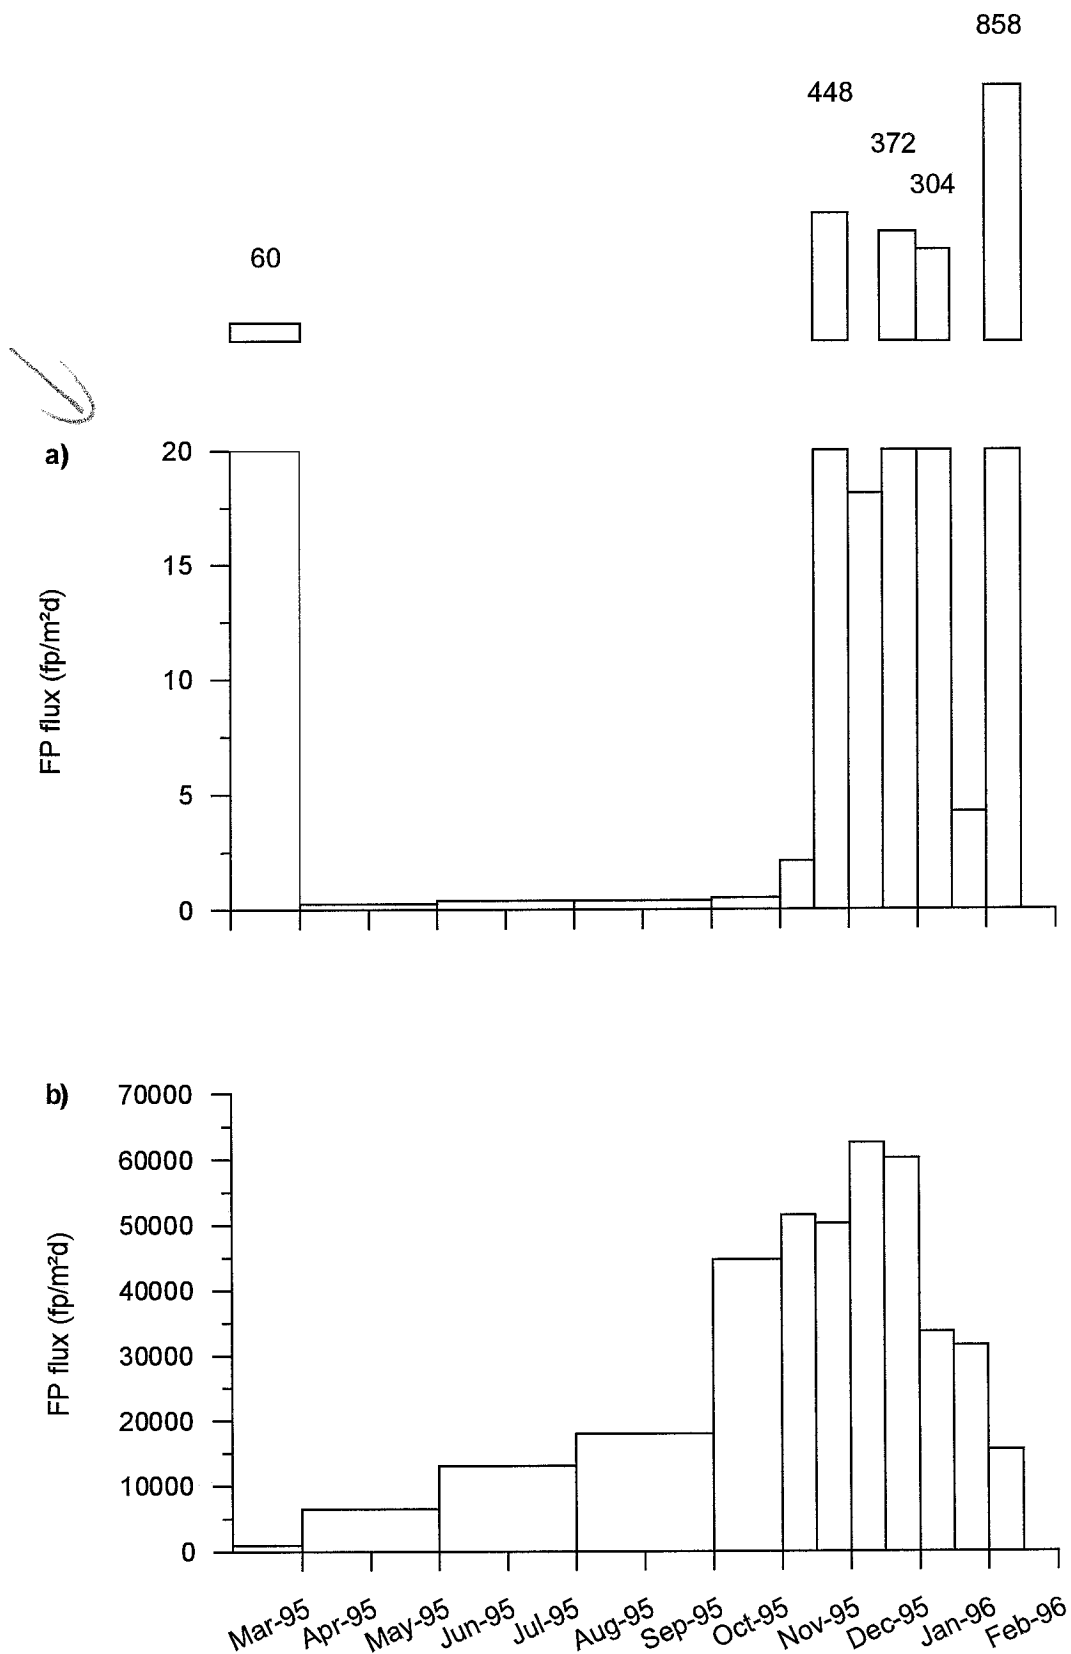 858
448
372
304
60
a)
20
15
10
5
0
FP flux (fp/m²d)
b)
70000
60000
50000
40000
30000
20000
10000
0
FP flux (fp/m²d)
Mar-95
Apr-95
May-95
Jun-95
Jul-95
Aug-95
Sep-95
Oct-95
Nov-95
Dec-95
Jan-96
Feb-96